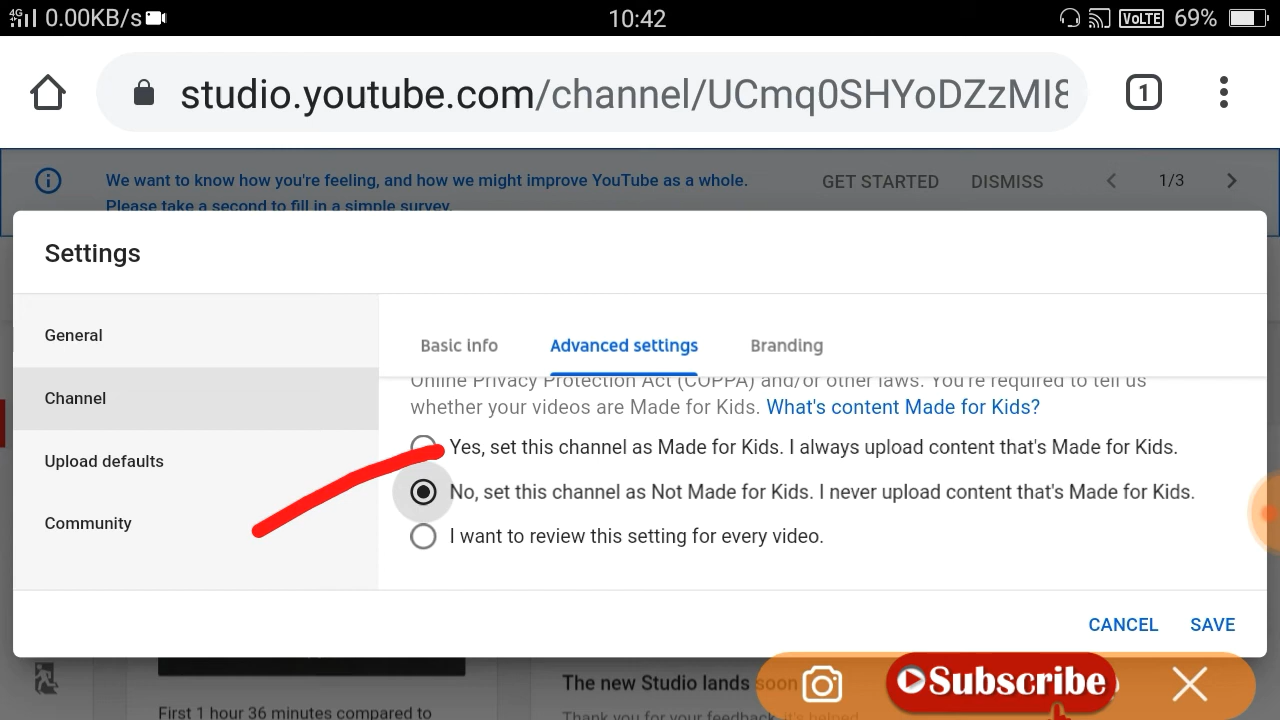 4G 0.00KB/s 10:42 VoLTE 69%
studio.youtube.com/channel/UCmq0SHYoDZzMI8 1
We want to know how you're feeling, and how we might improve YouTube as a whole. GET STARTED DISMISS 1/3
Please take a second to fill in a simple survey.
Settings
General
Channel
Upload defaults
Community
Basic info Advanced settings Branding
Online Privacy Protection Act (COPPA) and/or other laws. You're required to tell us
whether your videos are Made for Kids. What's content Made for Kids?
Yes, set this channel as Made for Kids. I always upload content that's Made for Kids.
No, set this channel as Not Made for Kids. I never upload content that's Made for Kids.
I want to review this setting for every video.
CANCEL SAVE
The new Studio lands soon
Subscribe
First 1 hour 36 minutes compared to
Thank you for your feedback, it's helped